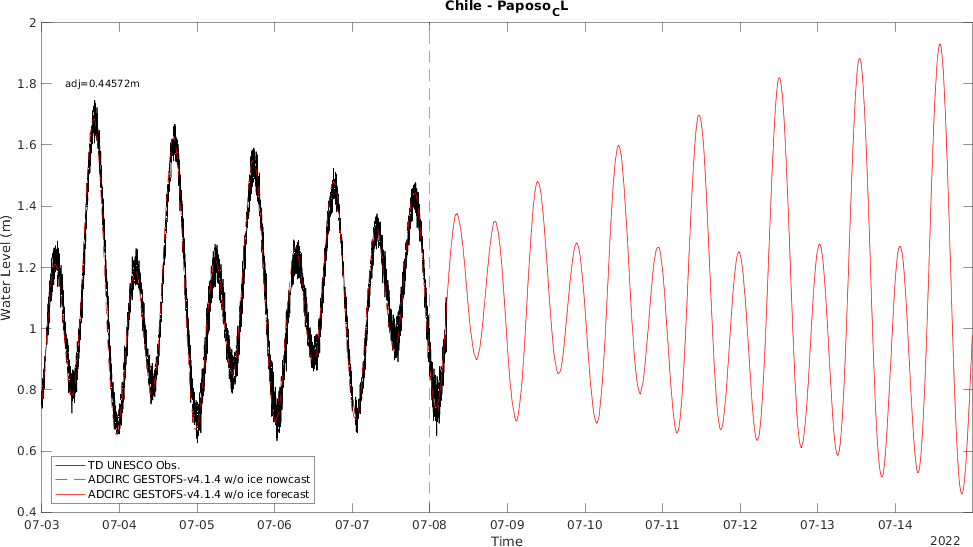 Chile - Paposo_CL
adj=0.44572m
Water Level (m)
2
1.8
1.6
1.4
1.2
1
0.8
0.6
0.4
TD UNESCO Obs.
ADCIRC GESTOFS-v4.1.4 w/o ice nowcast
ADCIRC GESTOFS-v4.1.4 w/o ice forecast
07-03 07-04 07-05 07-06 07-07 07-08 07-09 07-10 07-11 07-12 07-13 07-14
Time
2022